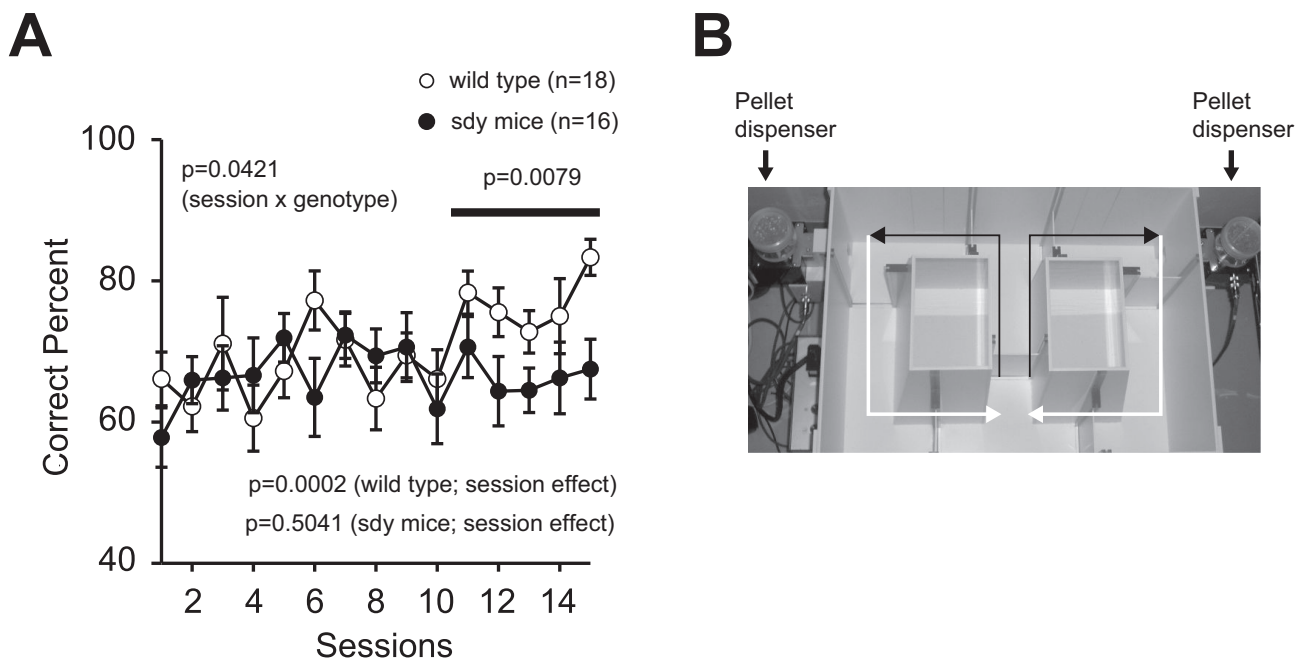 A
wild type (n=18)
sdy mice (n=16)
100
80
60
40
Correct Percent
p=0.0421
(session x genotype)
p=0.0079
p=0.0002 (wild type; session effect)
p=0.5041 (sdy mice; session effect)
2 4 6 8 10 12 14
Sessions
B
Pellet
dispenser
Pellet
dispenser